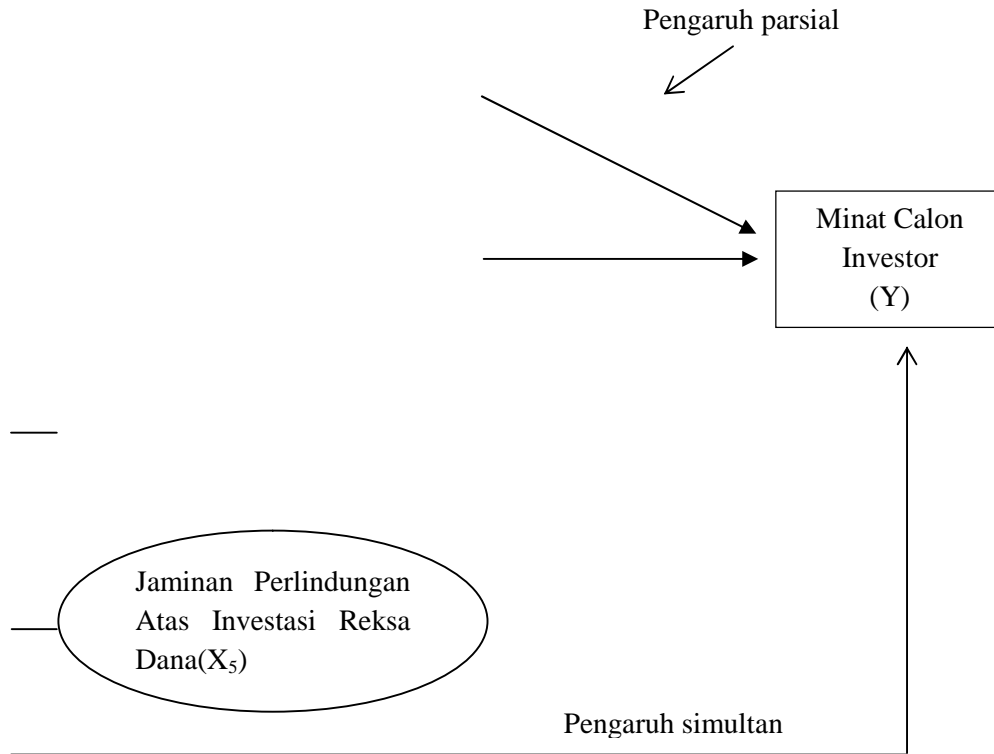 Pengaruh parsial
Minat Calon
Investor
(Y)
Jaminan Perlindungan
Atas Investasi Reksa
Dana(X₅)
Pengaruh simultan